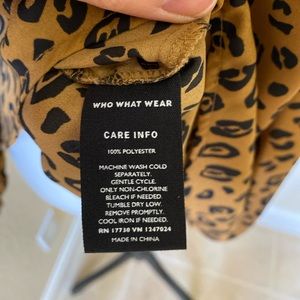 WHO WHAT WEAR
CARE INFO
100% POLYESTER
MACHINE WASH COLD
SEPARATELY.
GENTLE CYCLE.
ONLY NON-CHLORINE
BLEACH IF NEEDED.
TUMBLE DRY LOW.
REMOVE PROMPTLY.
COOL IRON IF NEEDED.
RN 17730 VN 1247024
MADE IN CHINA